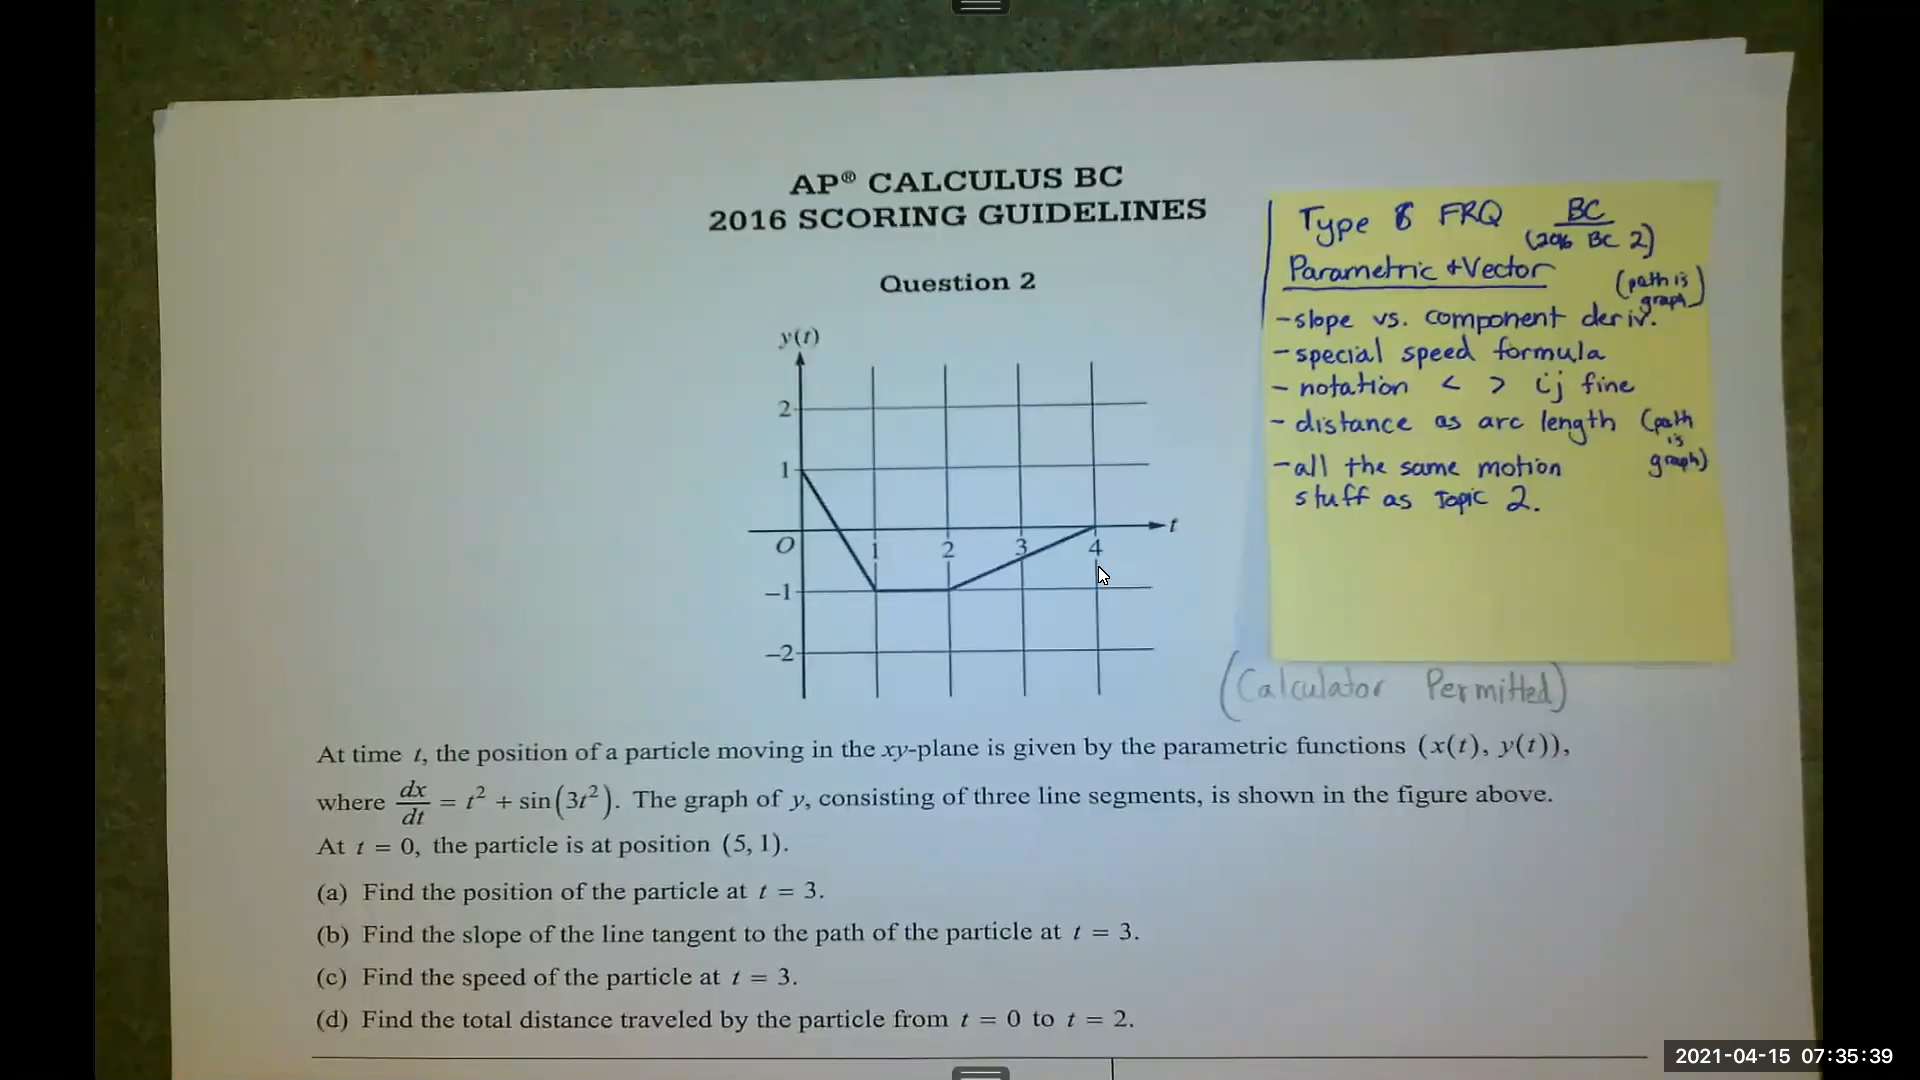 AP® CALCULUS BC
2016 SCORING GUIDELINES
Question 2
y(t)
2
1
O
1
2
3
4
t
−1
−2
Type 8 FRQ BC
(2016 BC 2)
Parametric + Vector
(path is graph)
- slope vs. component deriv.
- special speed formula
- notation < > ij fine
- distance as arc length (path is graph)
- all the same motion
stuff as Topic 2.
(Calculator Permitted)
At time t, the position of a particle moving in the xy-plane is given by the parametric functions (x(t), y(t)),
where dx/dt = t² + sin(3t²). The graph of y, consisting of three line segments, is shown in the figure above.
At t = 0, the particle is at position (5, 1).
(a) Find the position of the particle at t = 3.
(b) Find the slope of the line tangent to the path of the particle at t = 3.
(c) Find the speed of the particle at t = 3.
(d) Find the total distance traveled by the particle from t = 0 to t = 2.
2021-04-15 07:35:39